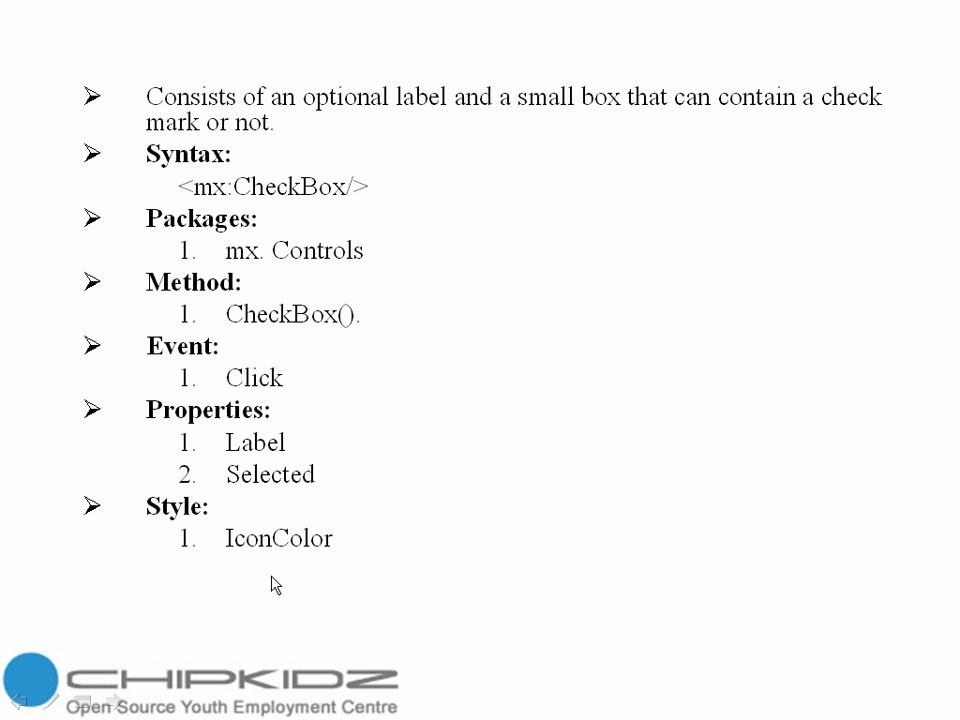 Consists of an optional label and a small box that can contain a check
mark or not.
Syntax:
<mx:CheckBox/>
Packages:
1. mx. Controls
Method:
1. CheckBox().
Event:
1. Click
Properties:
1. Label
2. Selected
Style:
1. IconColor
CHIPKIDZ
Open Source Youth Employment Centre